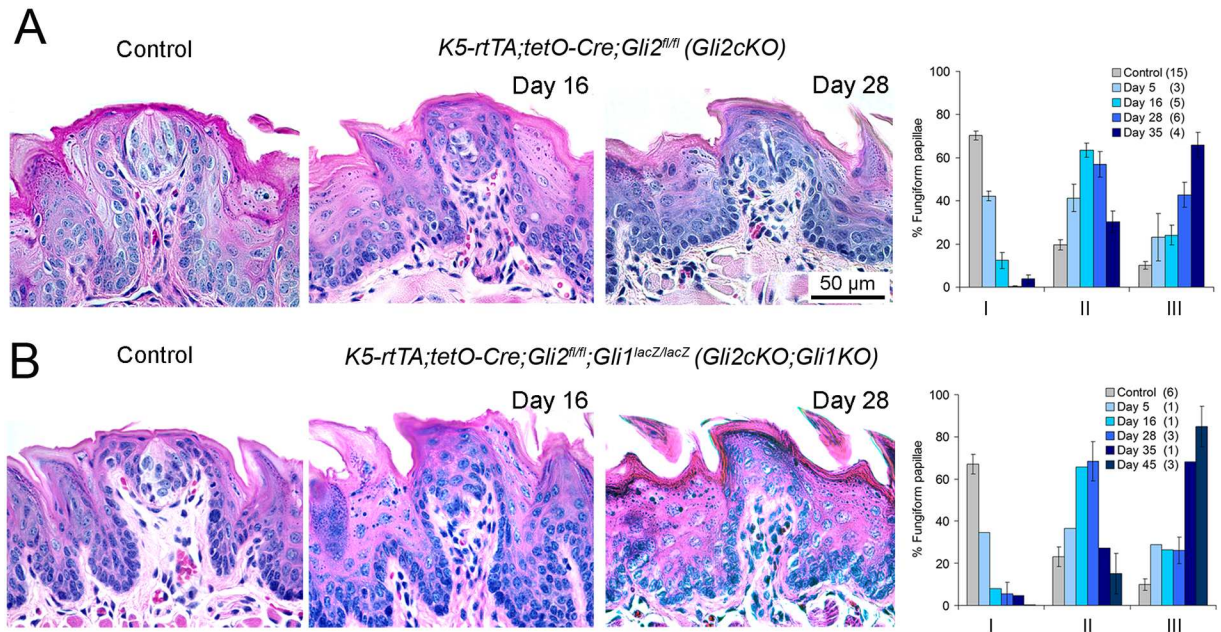 A
Control
K5-rtTA;tetO-Cre;Gli2fl/fl (Gli2cKO)
Day 16
Day 28
50 µm
% Fungiform papillae
100
80
60
40
20
0
Control (15)
Day 5 (3)
Day 16 (5)
Day 28 (6)
Day 35 (4)
I II III
B
Control
K5-rtTA;tetO-Cre;Gli2fl/fl;Gli1lacZ/lacZ (Gli2cKO;Gli1KO)
Day 16
Day 28
% Fungiform papillae
100
80
60
40
20
0
Control (6)
Day 5 (1)
Day 16 (1)
Day 28 (3)
Day 35 (1)
Day 45 (3)
I II III